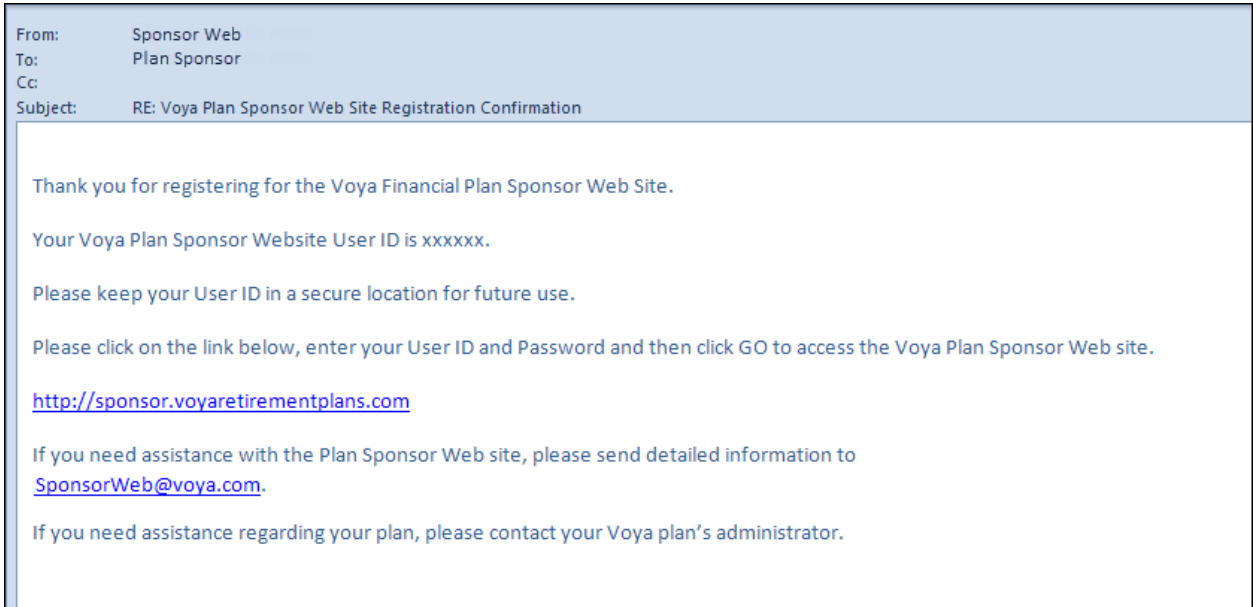 From: Sponsor Web
To: Plan Sponsor
Cc:
Subject: RE: Voya Plan Sponsor Web Site Registration Confirmation
Thank you for registering for the Voya Financial Plan Sponsor Web Site.
Your Voya Plan Sponsor Website User ID is xxxxxx.
Please keep your User ID in a secure location for future use.
Please click on the link below, enter your User ID and Password and then click GO to access the Voya Plan Sponsor Web site.
http://sponsor.voyaretirementplans.com
If you need assistance with the Plan Sponsor Web site, please send detailed information to
SponsorWeb@voya.com.
If you need assistance regarding your plan, please contact your Voya plan’s administrator.